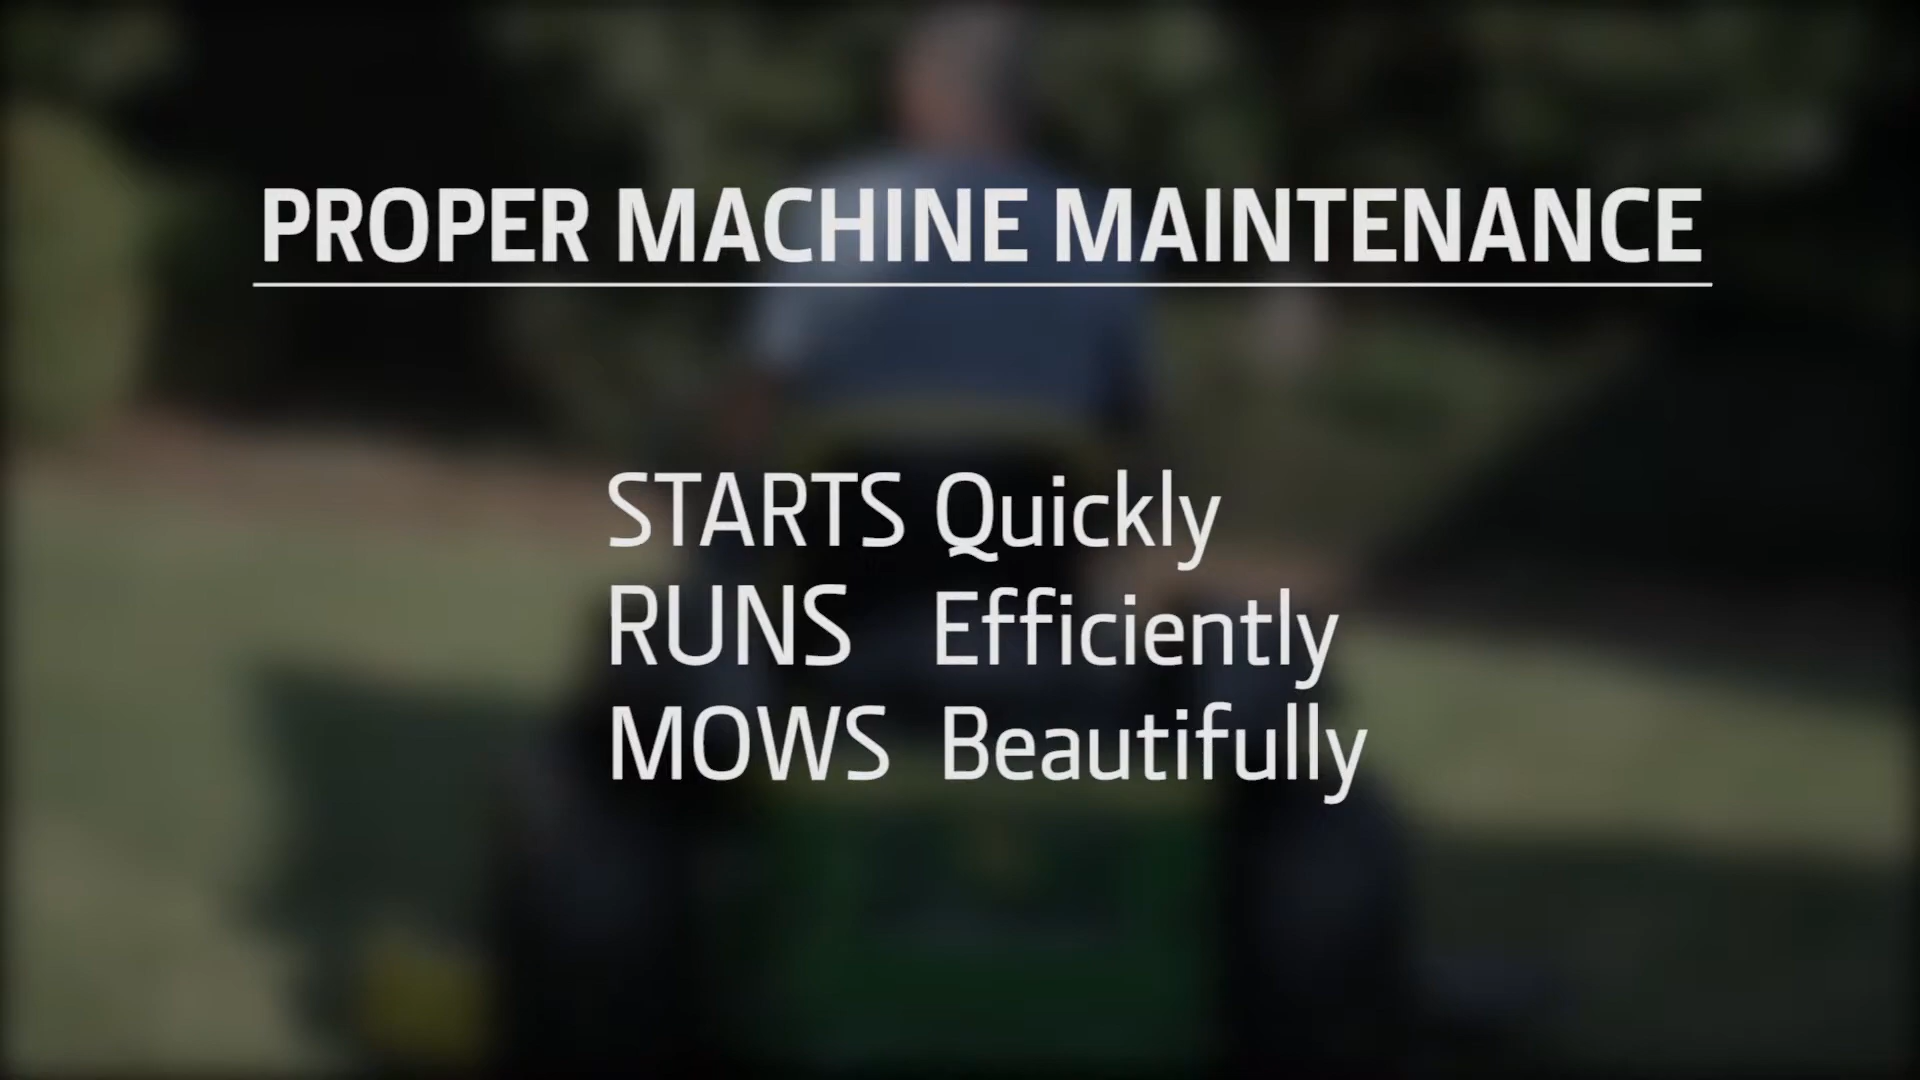 PROPER MACHINE MAINTENANCE
STARTS Quickly
RUNS Efficiently
MOWS Beautifully